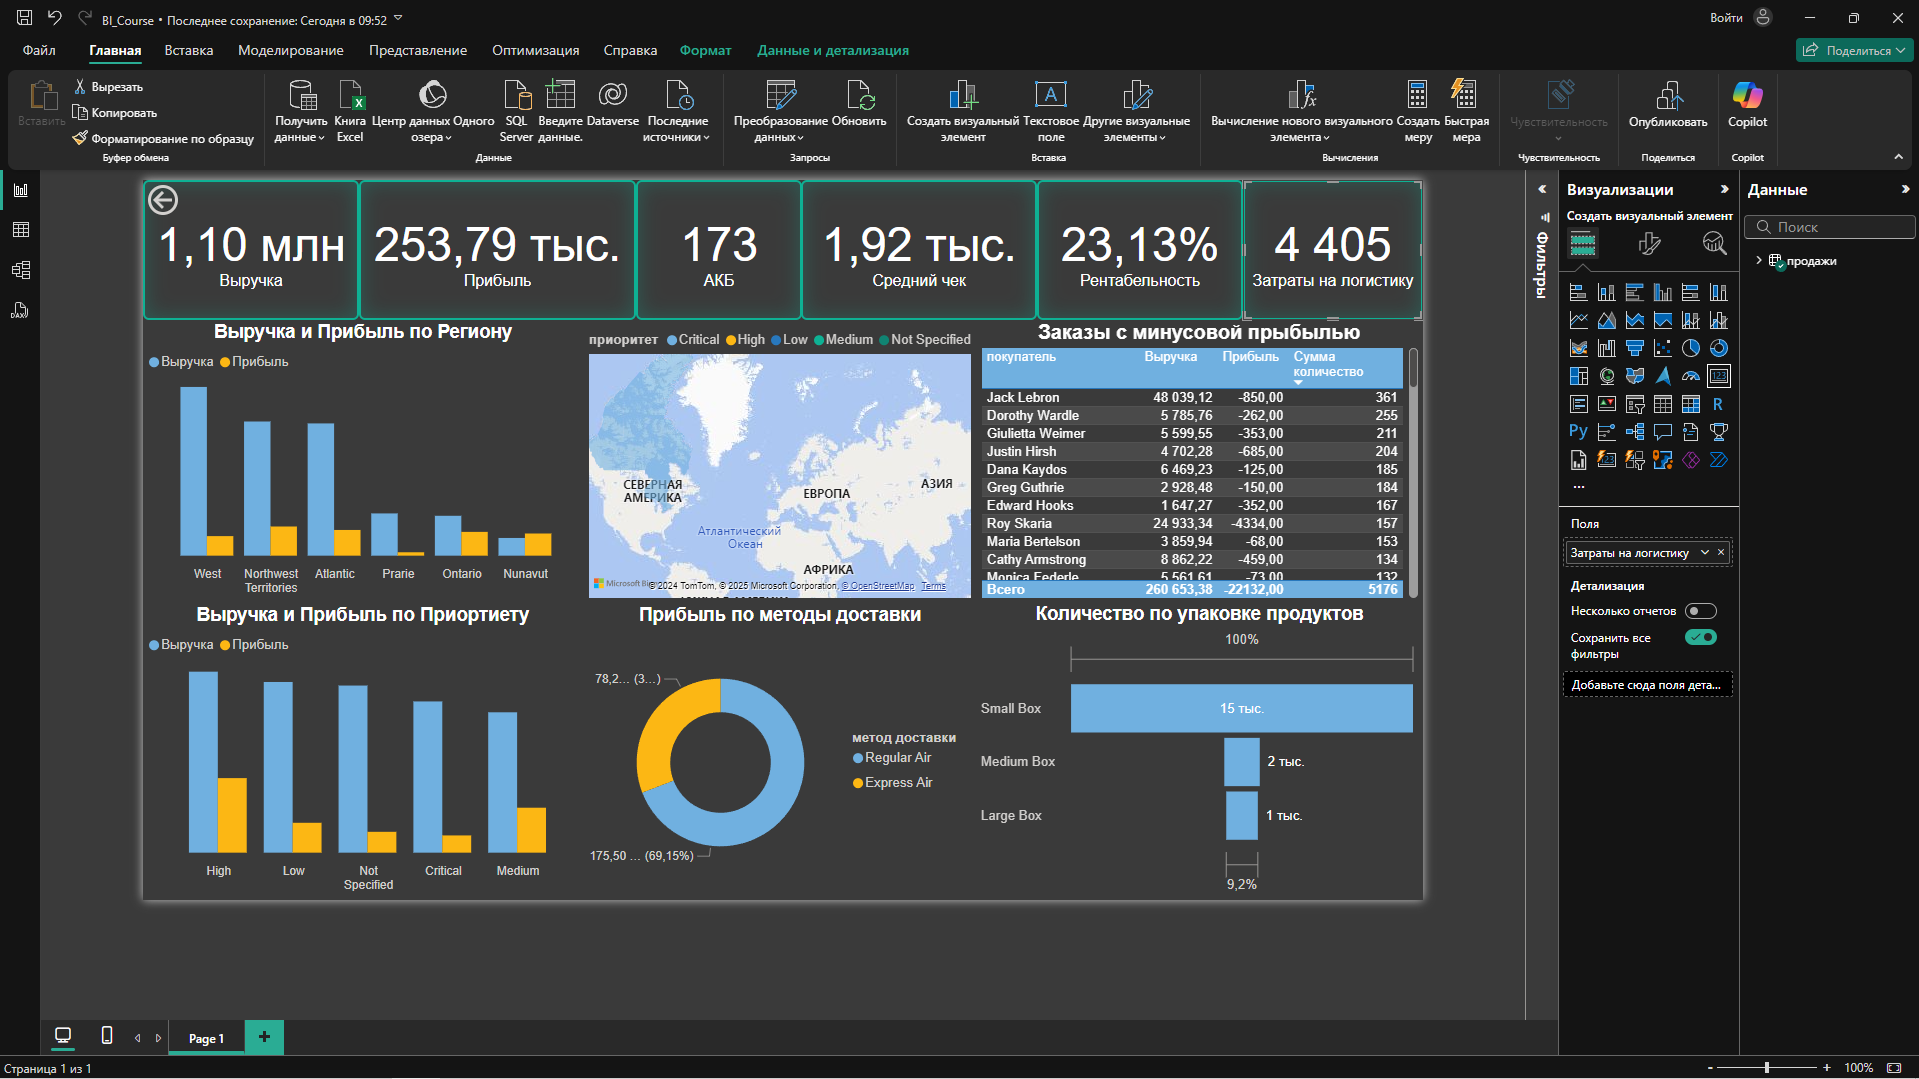 BI_Course • Последнее сохранение: Сегодня в 09:52
Войти
Файл
Главная
Вставка
Моделирование
Представление
Оптимизация
Справка
Формат
Данные и детализация
Поделиться
Вставить
Вырезать
Копировать
Форматирование по образцу
Буфер обмена
Получить данные
Книга Excel
Центр данных Одного озера
SQL Server
Введите данные.
Dataverse
Последние источники
Данные
Преобразование данных
Обновить
Запросы
Создать визуальный элемент
Текстовое поле
Другие визуальные элементы
Вставка
Вычисление нового визуального элемента
Создать меру
Быстрая мера
Вычисления
Чувствительность
Чувствительность
Опубликовать
Поделиться
Copilot
Copilot
1,10 млн
Выручка
253,79 тыс.
Прибыль
173
АКБ
1,92 тыс.
Средний чек
23,13%
Рентабельность
4 405
Затраты на логистику
Выручка и Прибыль по Региону
Выручка Прибыль
West
Northwest Territories
Atlantic
Prarie
Ontario
Nunavut
приоритет Critical High Low Medium Not Specified
СЕВЕРНАЯ АМЕРИКА
ЕВРОПА
АЗИЯ
Атлантический Океан
АФРИКА
Microsoft Bi
© 2024 TomTom, © 2025 Microsoft Corporation, © OpenStreetMap Terms
Заказы с минусовой прыбылью
покупатель Выручка Прибыль Сумма количество
Jack Lebron 48 039,12 -850,00 361
Dorothy Wardle 5 785,76 -262,00 255
Giulietta Weimer 5 599,55 -353,00 211
Justin Hirsh 4 702,28 -685,00 204
Dana Kaydos 6 469,23 -125,00 185
Greg Guthrie 2 928,48 -150,00 184
Edward Hooks 1 647,27 -352,00 167
Roy Skaria 24 933,34 -4334,00 157
Maria Bertelson 3 859,94 -68,00 153
Cathy Armstrong 8 862,22 -459,00 134
Monica Federle 5 561,61 -73,00 132
Всего 260 653,38 -22132,00 5176
Выручка и Прибыль по Приортиету
Выручка Прибыль
High
Low
Not Specified
Critical
Medium
Прибыль по методы доставки
78,2... (3...)
175,50 ... (69,15%)
метод доставки
Regular Air
Express Air
Количество по упаковке продуктов
100%
Small Box
15 тыс.
Medium Box
2 тыс.
Large Box
1 тыс.
9,2%
Фильтры
Визуализации
Создать визуальный элемент
R
Py
...
Поля
Затраты на логистику
Детализация
Несколько отчетов
Сохранить все фильтры
Добавьте сюда поля дета...
Данные
Поиск
продажи
Page 1
Страница 1 из 1
100%